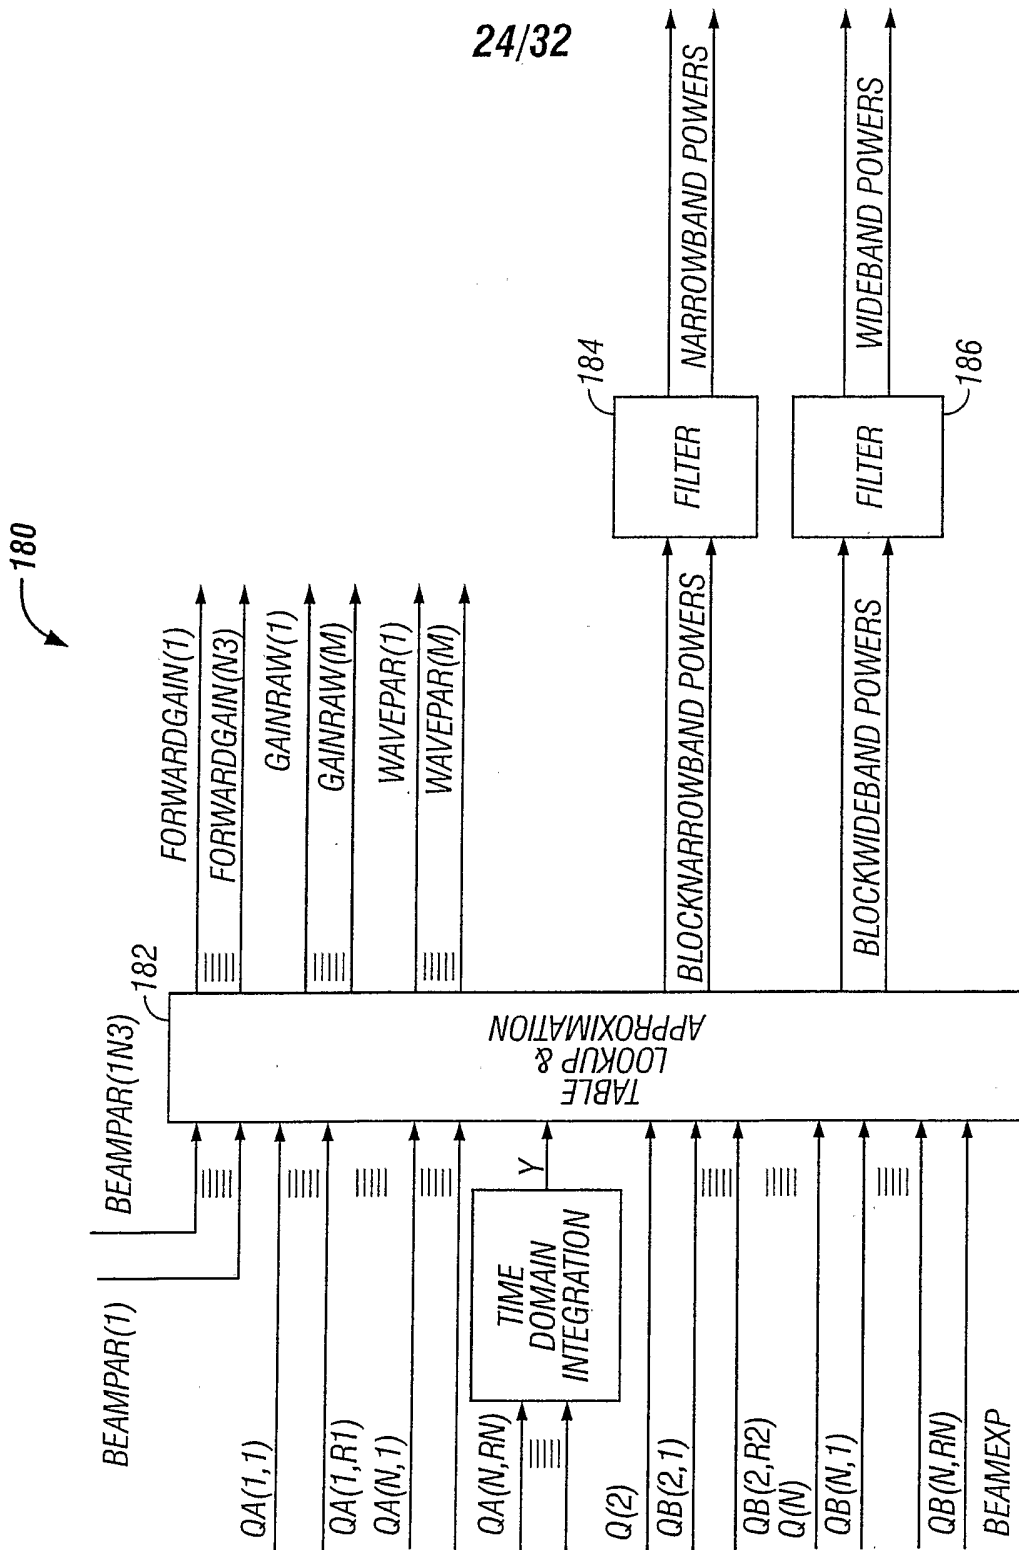 24/32
180
BEAMPAR(1)
BEAMPAR(1N3)
182
FORWARDGAIN(1)
FORWARDGAIN(N3)
GAINRAW(1)
GAINRAW(M)
WAVEPAR(1)
WAVEPAR(M)
QA(1,1)
QA(1,R1)
QA(N,1)
QA(N,RN)
TIME
DOMAIN
INTEGRATION
Y
TABLE
LOOKUP &
APPROXIMATION
Q(2)
QB(2,1)
QB(2,R2)
Q(N)
QB(N,1)
QB(N,RN)
BEAMEXP
BLOCKNARROWBAND POWERS
184
FILTER
NARROWBAND POWERS
BLOCKWIDEBAND POWERS
FILTER
186
WIDEBAND POWERS